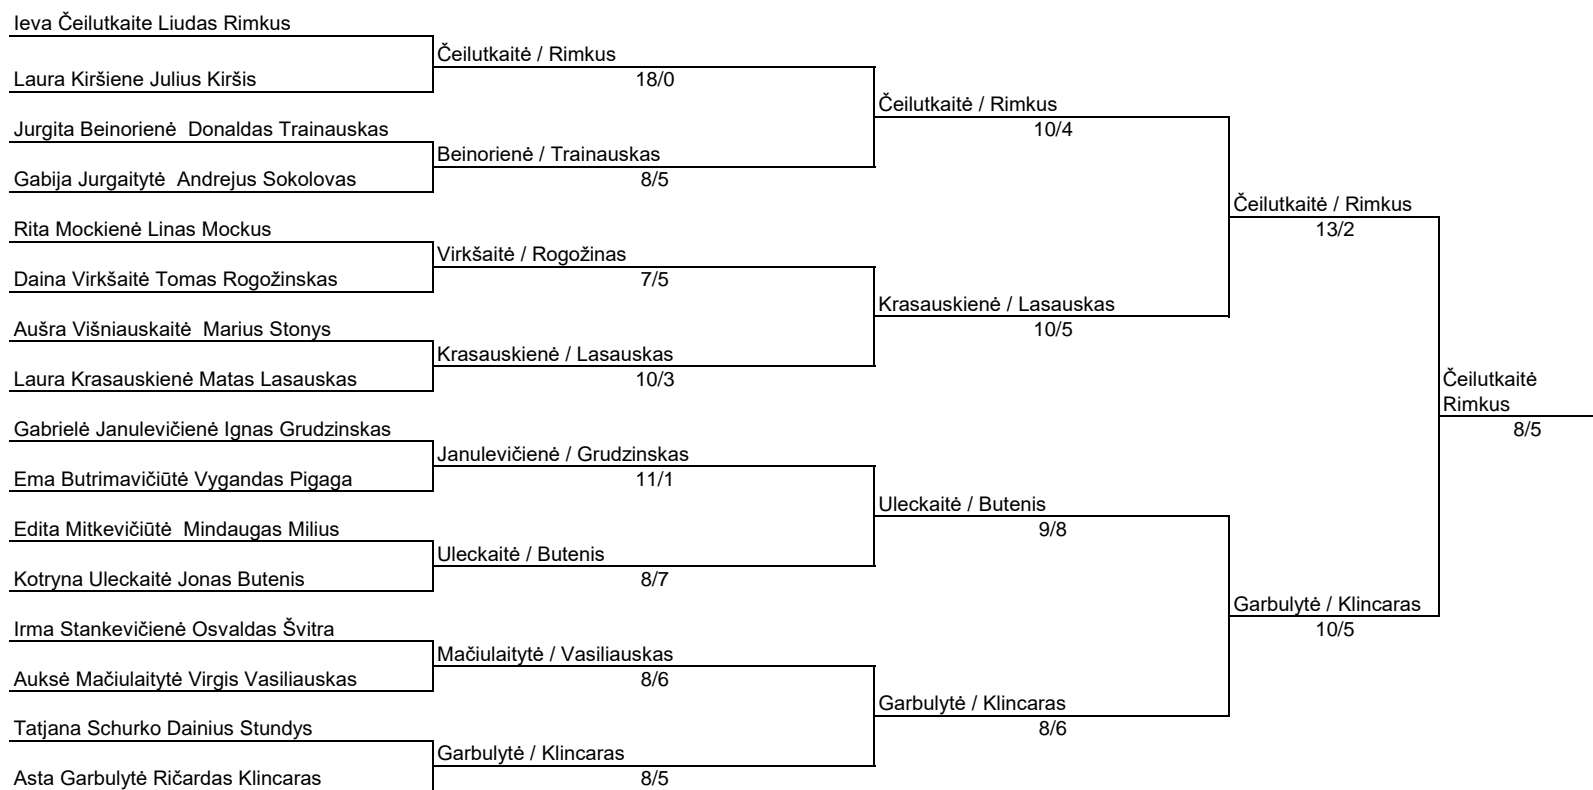 Ieva Čeilutkaite Liudas Rimkus
Čeilutkaitė / Rimkus
Laura Kiršiene Julius Kiršis
18/0
Čeilutkaitė / Rimkus
Jurgita Beinorienė  Donaldas Trainauskas
10/4
Beinorienė / Trainauskas
Gabija Jurgaitytė  Andrejus Sokolovas
8/5
Čeilutkaitė / Rimkus
Rita Mockienė Linas Mockus
13/2
Virkšaitė / Rogožinas
Daina Virkšaitė Tomas Rogožinskas
7/5
Krasauskienė / Lasauskas
Aušra Višniauskaitė  Marius Stonys
10/5
Krasauskienė / Lasauskas
Laura Krasauskienė Matas Lasauskas
10/3
Čeilutkaitė
Rimkus
Gabrielė Janulevičienė Ignas Grudzinskas
8/5
Janulevičienė / Grudzinskas
Ema Butrimavičiūtė Vygandas Pigaga
11/1
Uleckaitė / Butenis
Edita Mitkevičiūtė  Mindaugas Milius
9/8
Uleckaitė / Butenis
Kotryna Uleckaitė Jonas Butenis
8/7
Garbulytė / Klincaras
Irma Stankevičienė Osvaldas Švitra
10/5
Mačiulaitytė / Vasiliauskas
Auksė Mačiulaitytė Virgis Vasiliauskas
8/6
Garbulytė / Klincaras
Tatjana Schurko Dainius Stundys
8/6
Garbulytė / Klincaras
Asta Garbulytė Ričardas Klincaras
8/5